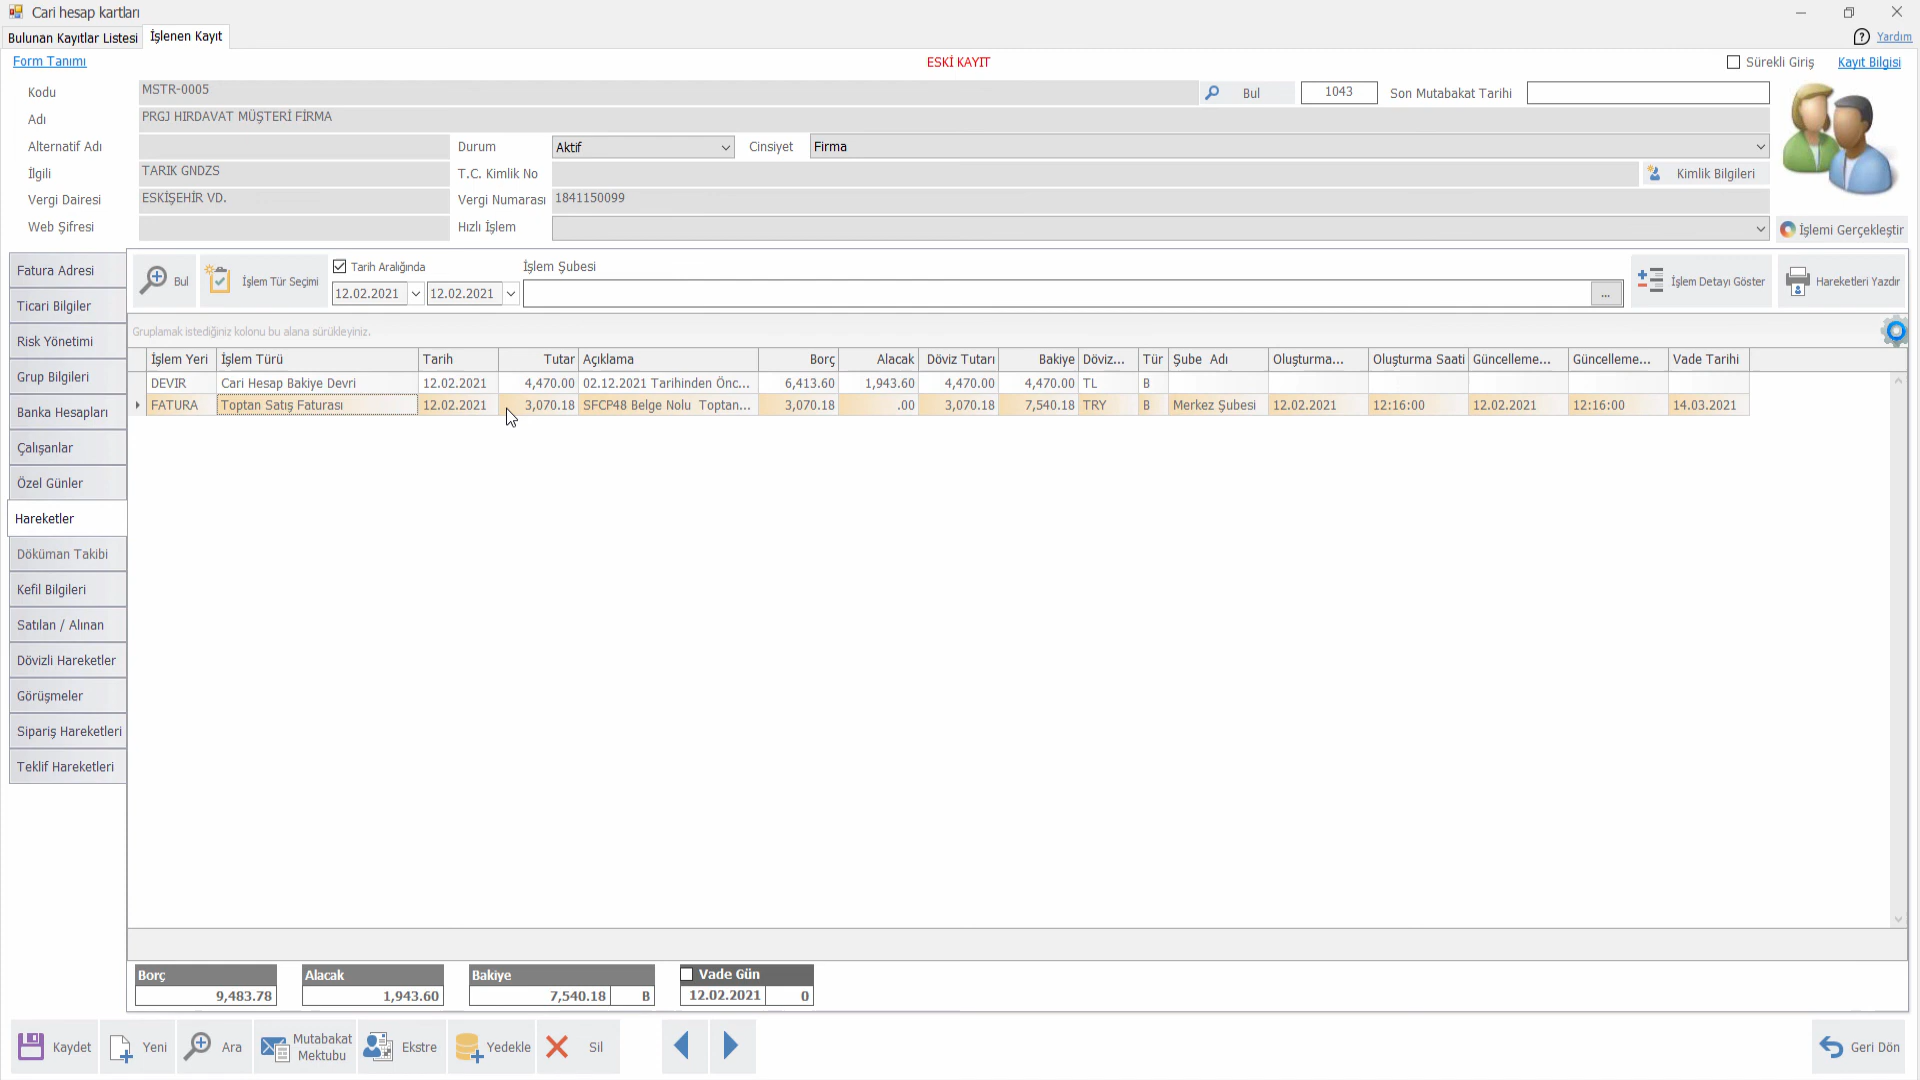 Cari hesap kartları
Bulunan Kayıtlar Listesi İşlenen Kayıt
Yardım
Form Tanımı ESKİ KAYIT Sürekli Giriş Kayıt Bilgisi
Kodu MSTR-0005 Bul 1043 Son Mutabakat Tarihi
Adı PRGJ HIRDAVAT MÜŞTERİ FİRMA
Alternatif Adı Durum Aktif Cinsiyet Firma
İlgili TARIK GNDZS T.C. Kimlik No Kimlik Bilgileri
Vergi Dairesi ESKİŞEHİR VD. Vergi Numarası 1841150099
Web Şifresi Hızlı İşlem İşlemi Gerçekleştir
Fatura Adresi
Ticari Bilgiler
Risk Yönetimi
Grup Bilgileri
Banka Hesapları
Çalışanlar
Özel Günler
Hareketler
Döküman Takibi
Kefil Bilgileri
Satılan / Alınan
Dövizli Hareketler
Görüşmeler
Sipariş Hareketleri
Teklif Hareketleri
Bul İşlem Tür Seçimi Tarih Aralığında İşlem Şubesi
12.02.2021 12.02.2021 ... İşlem Detayı Göster Hareketleri Yazdır
Gruplamak istediğiniz kolonu bu alana sürükleyiniz.
İşlem Yeri İşlem Türü Tarih Tutar Açıklama Borç Alacak Döviz Tutarı Bakiye Döviz... Tür Şube Adı Oluşturma... Oluşturma Saati Güncelleme... Güncelleme... Vade Tarihi
DEVIR Cari Hesap Bakiye Devri 12.02.2021 4,470.00 02.12.2021 Tarihinden Önc... 6,413.60 1,943.60 4,470.00 4,470.00 TL B
FATURA Toptan Satış Faturası 12.02.2021 3,070.18 SFCP48 Belge Nolu Toptan... 3,070.18 .00 3,070.18 7,540.18 TRY B Merkez Şubesi 12.02.2021 12:16:00 12.02.2021 12:16:00 14.03.2021
Borç Alacak Bakiye Vade Gün
9,483.78 1,943.60 7,540.18 B 12.02.2021 0
Kaydet Yeni Ara Mutabakat Mektubu Ekstre Yedekle Sil Geri Dön